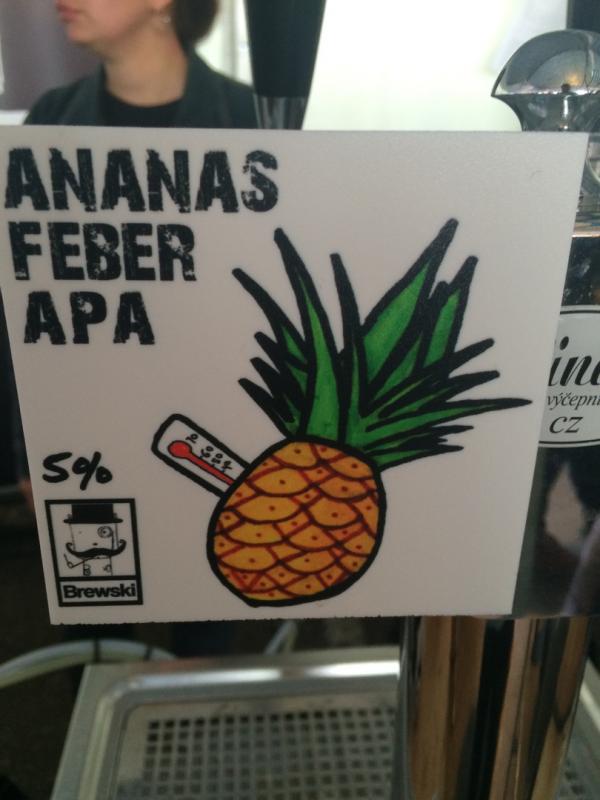 ANANAS
FEBER
APA
5%
Brewski
CZ